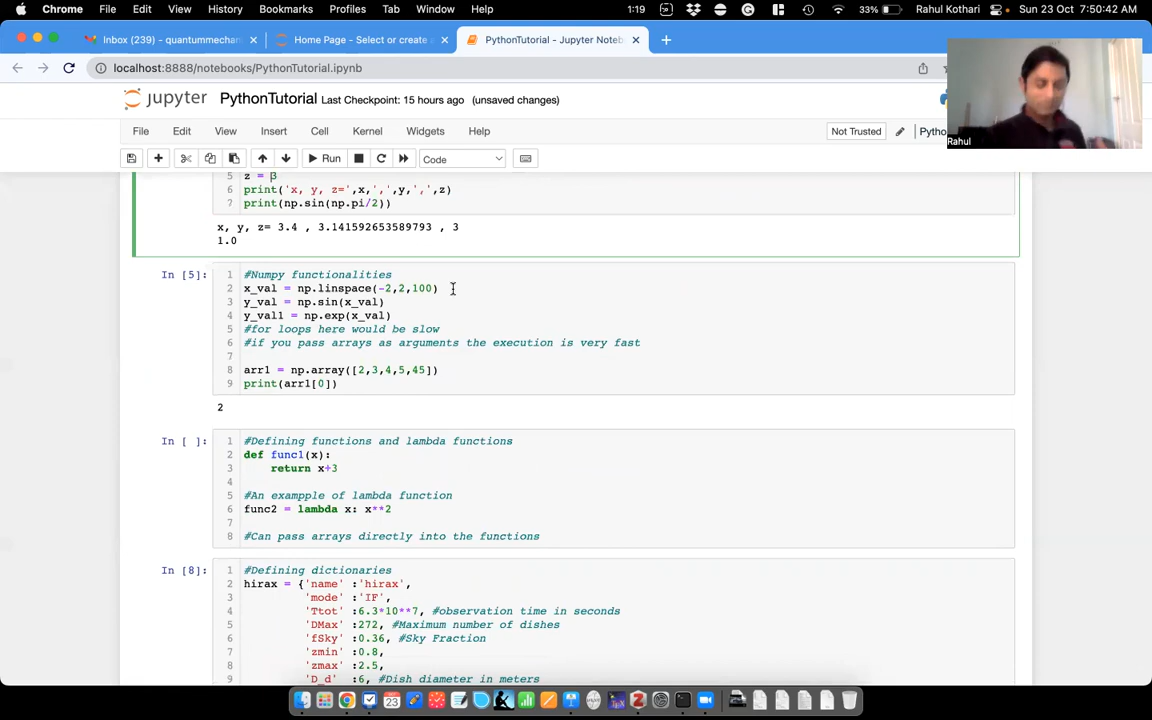 Chrome File Edit View History Bookmarks Profiles Tab Window Help 1:19 33% Rahul Kothari Sun 23 Oct 7:50:42 AM
Inbox (239) - quantummechan Home Page - Select or create a PythonTutorial - Jupyter Noteb
localhost:8888/notebooks/PythonTutorial.ipynb
jupyter PythonTutorial Last Checkpoint: 15 hours ago (unsaved changes)
Rahul
File Edit View Insert Cell Kernel Widgets Help Not Trusted Pytho
Run Code
5 z = 3
6 print('x, y, z=',x,',',y,',',z)
7 print(np.sin(np.pi/2))
x, y, z= 3.4 , 3.141592653589793 , 3
1.0
In [5]: 1 #Numpy functionalities
2 x_val = np.linspace(-2,2,100)
3 y_val = np.sin(x_val)
4 y_val1 = np.exp(x_val)
5 #for loops here would be slow
6 #if you pass arrays as arguments the execution is very fast
7
8 arr1 = np.array([2,3,4,5,45])
9 print(arr1[0])
2
In [ ]: 1 #Defining functions and lambda functions
2 def func1(x):
3 return x+3
4
5 #An exampple of lambda function
6 func2 = lambda x: x**2
7
8 #Can pass arrays directly into the functions
In [8]: 1 #Defining dictionaries
2 hirax = {'name' :'hirax',
3 'mode' :'IF',
4 'Ttot' :6.3*10**7, #observation time in seconds
5 'DMax' :272, #Maximum number of dishes
6 'fSky' :0.36, #Sky Fraction
7 'zmin' :0.8,
8 'zmax' :2.5,
9 'D_d' :6, #Dish diameter in meters